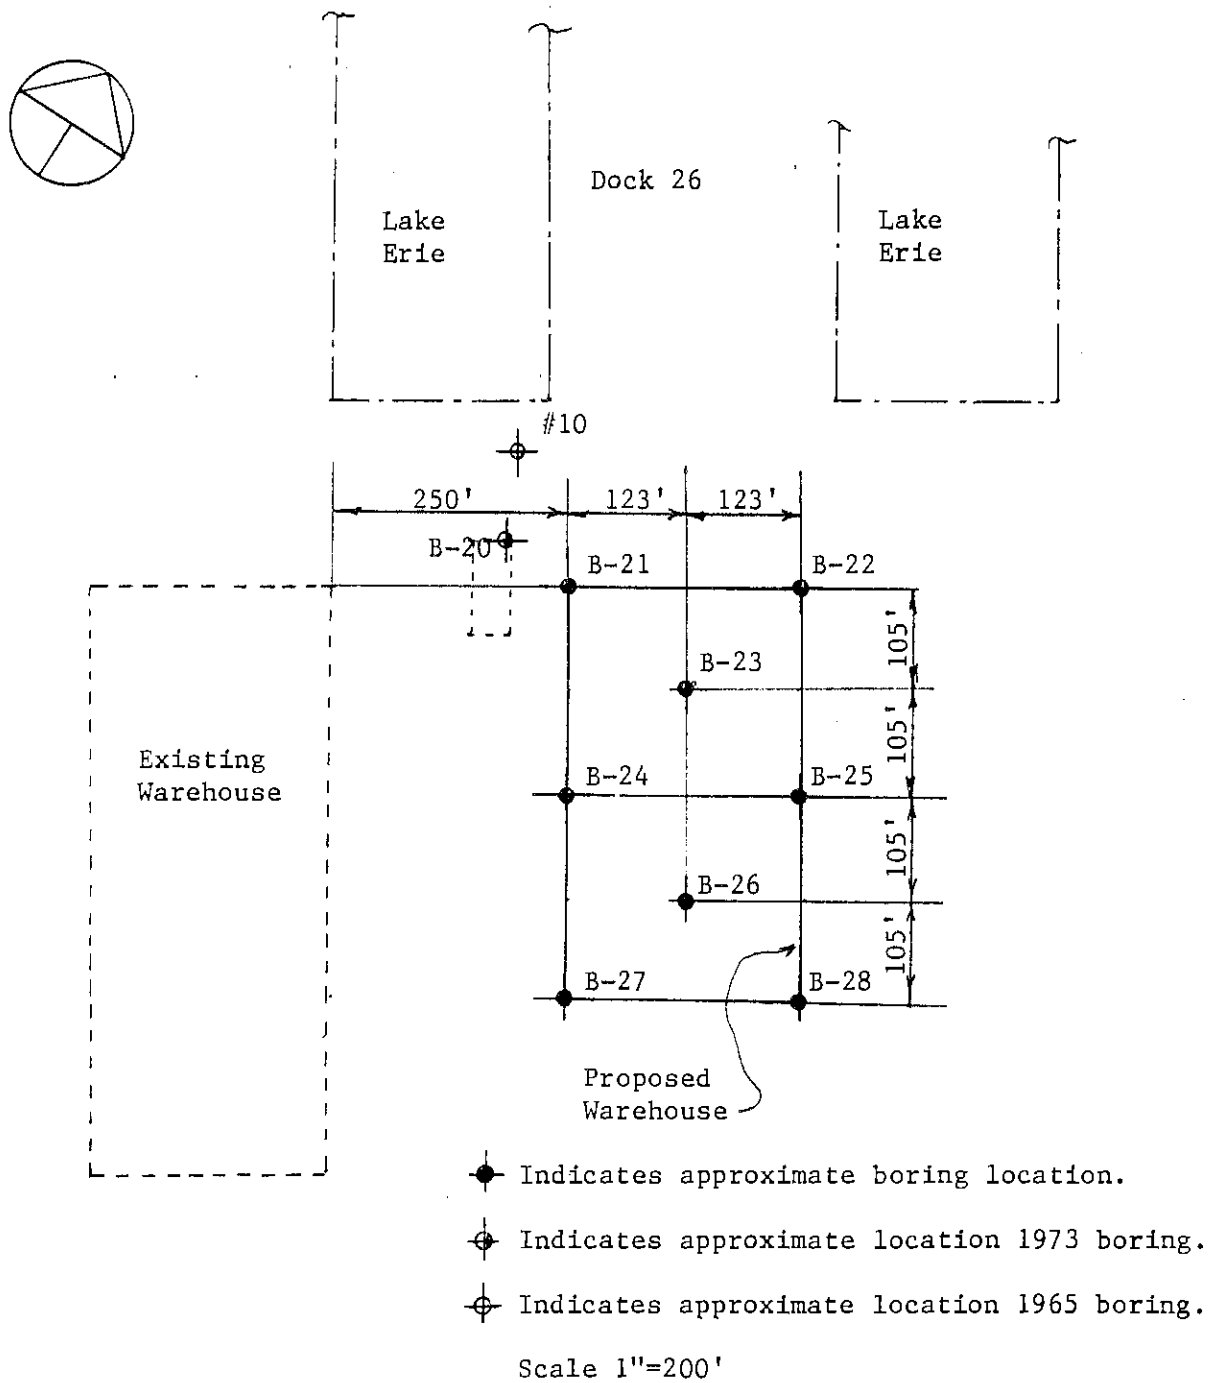 Dock 26
Lake
Erie
Lake
Erie
#10
250'
123'
123'
B-20
B-21
B-22
105'
B-23
105'
Existing
Warehouse
B-24
B-25
105'
B-26
105'
B-27
B-28
Proposed
Warehouse
Indicates approximate boring location.
Indicates approximate location 1973 boring.
Indicates approximate location 1965 boring.
Scale 1"=200'